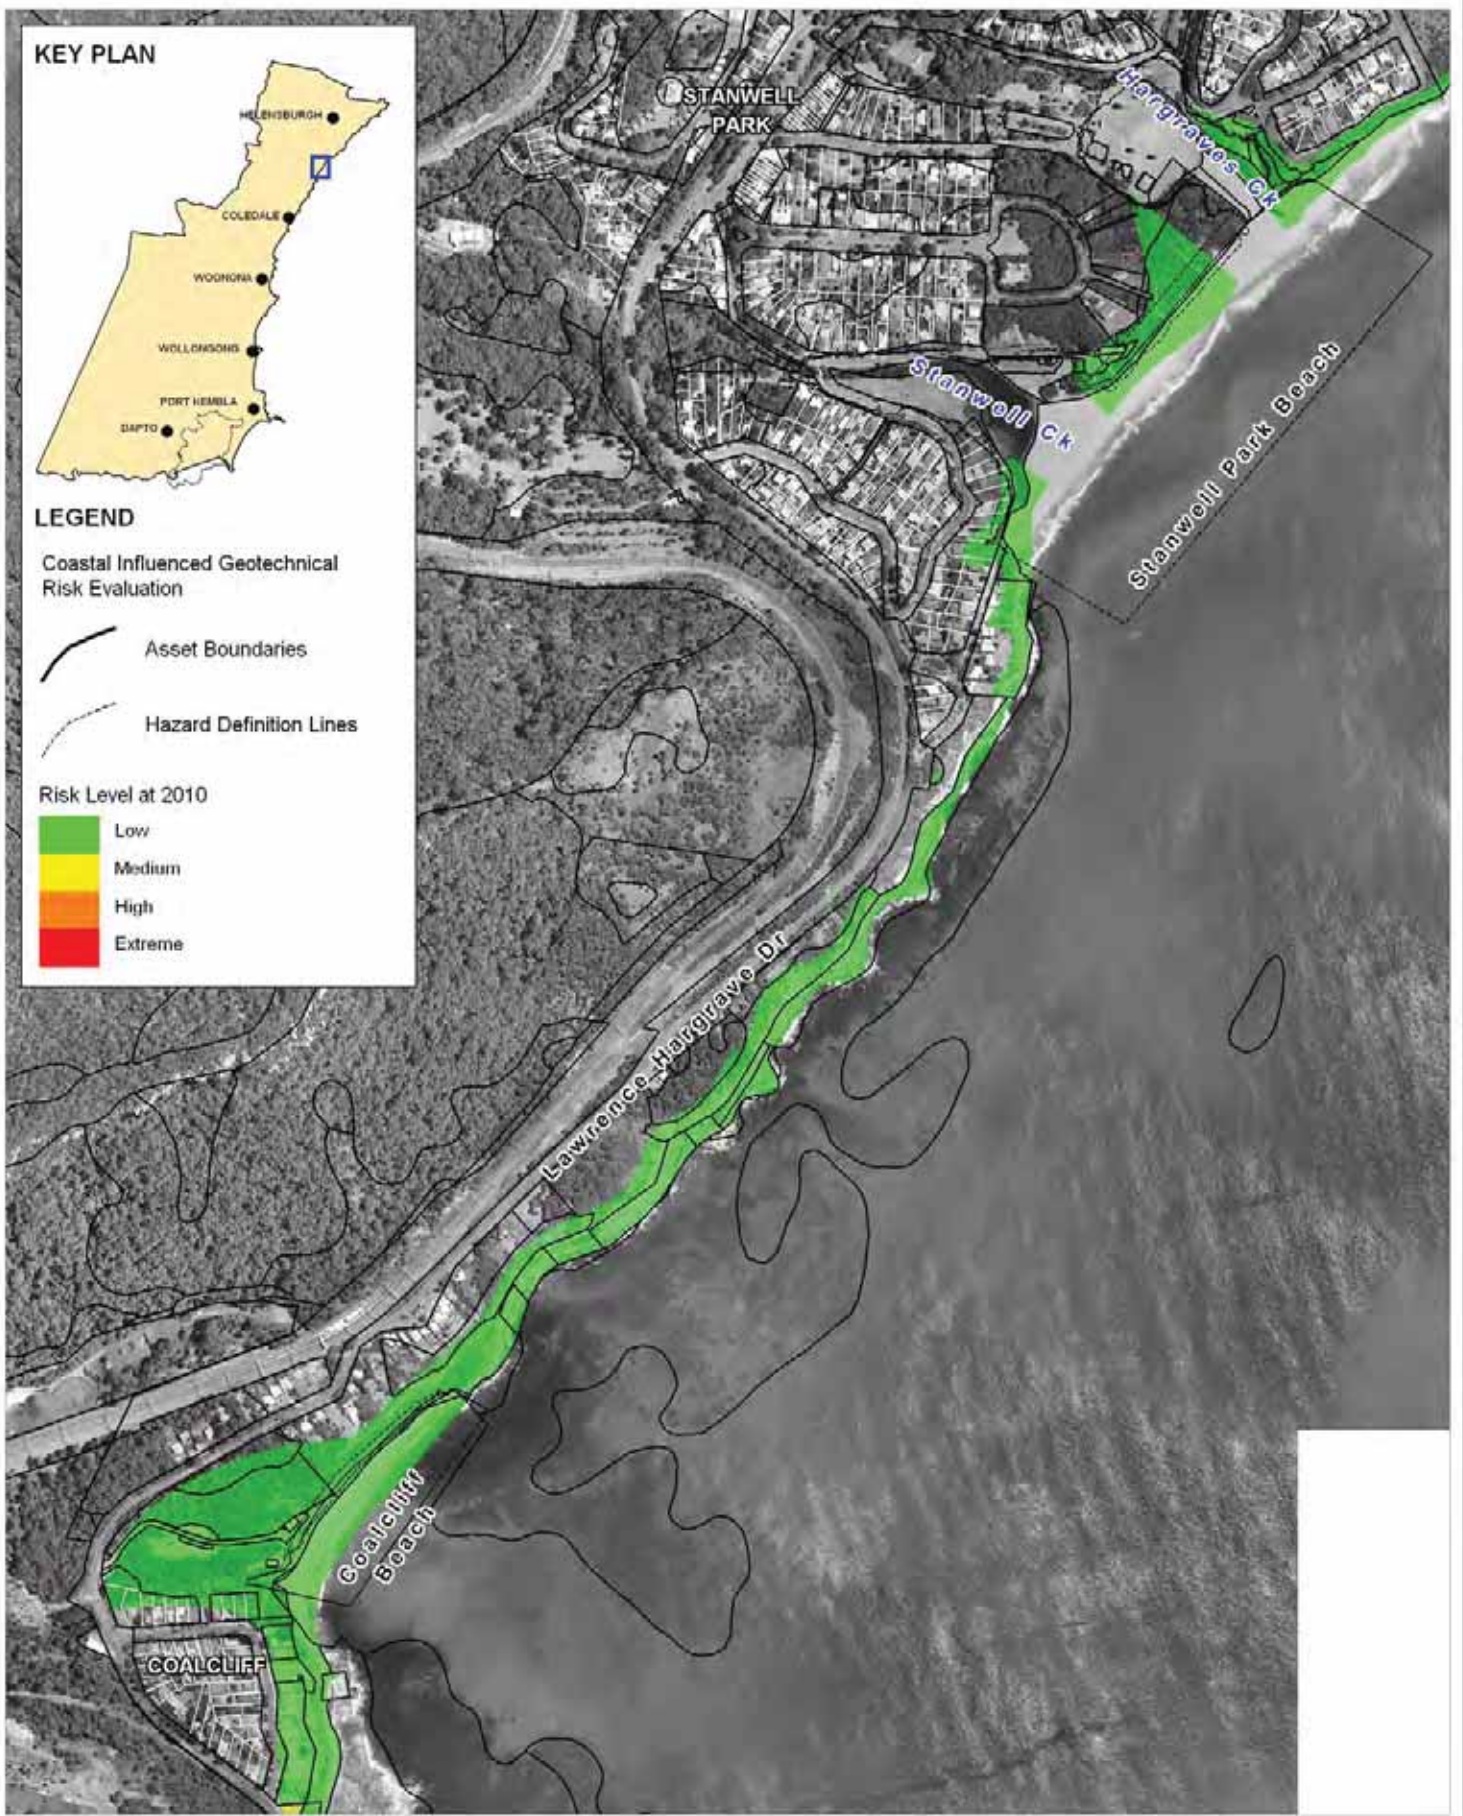 KEY PLAN
HELENSBURGH
COLEDALE
WOONONA
WOLLONGONG
PORT KEMBLA
DAPTO
LEGEND
Coastal Influenced Geotechnical
Risk Evaluation
Asset Boundaries
Hazard Definition Lines
Risk Level at 2010
Low
Medium
High
Extreme
STANWELL
PARK
Hargraves Ck
Stanwell Ck
Stanwell Park Beach
Lawrence Hargrave Dr
Coalcliff
Beach
COALCLIFF